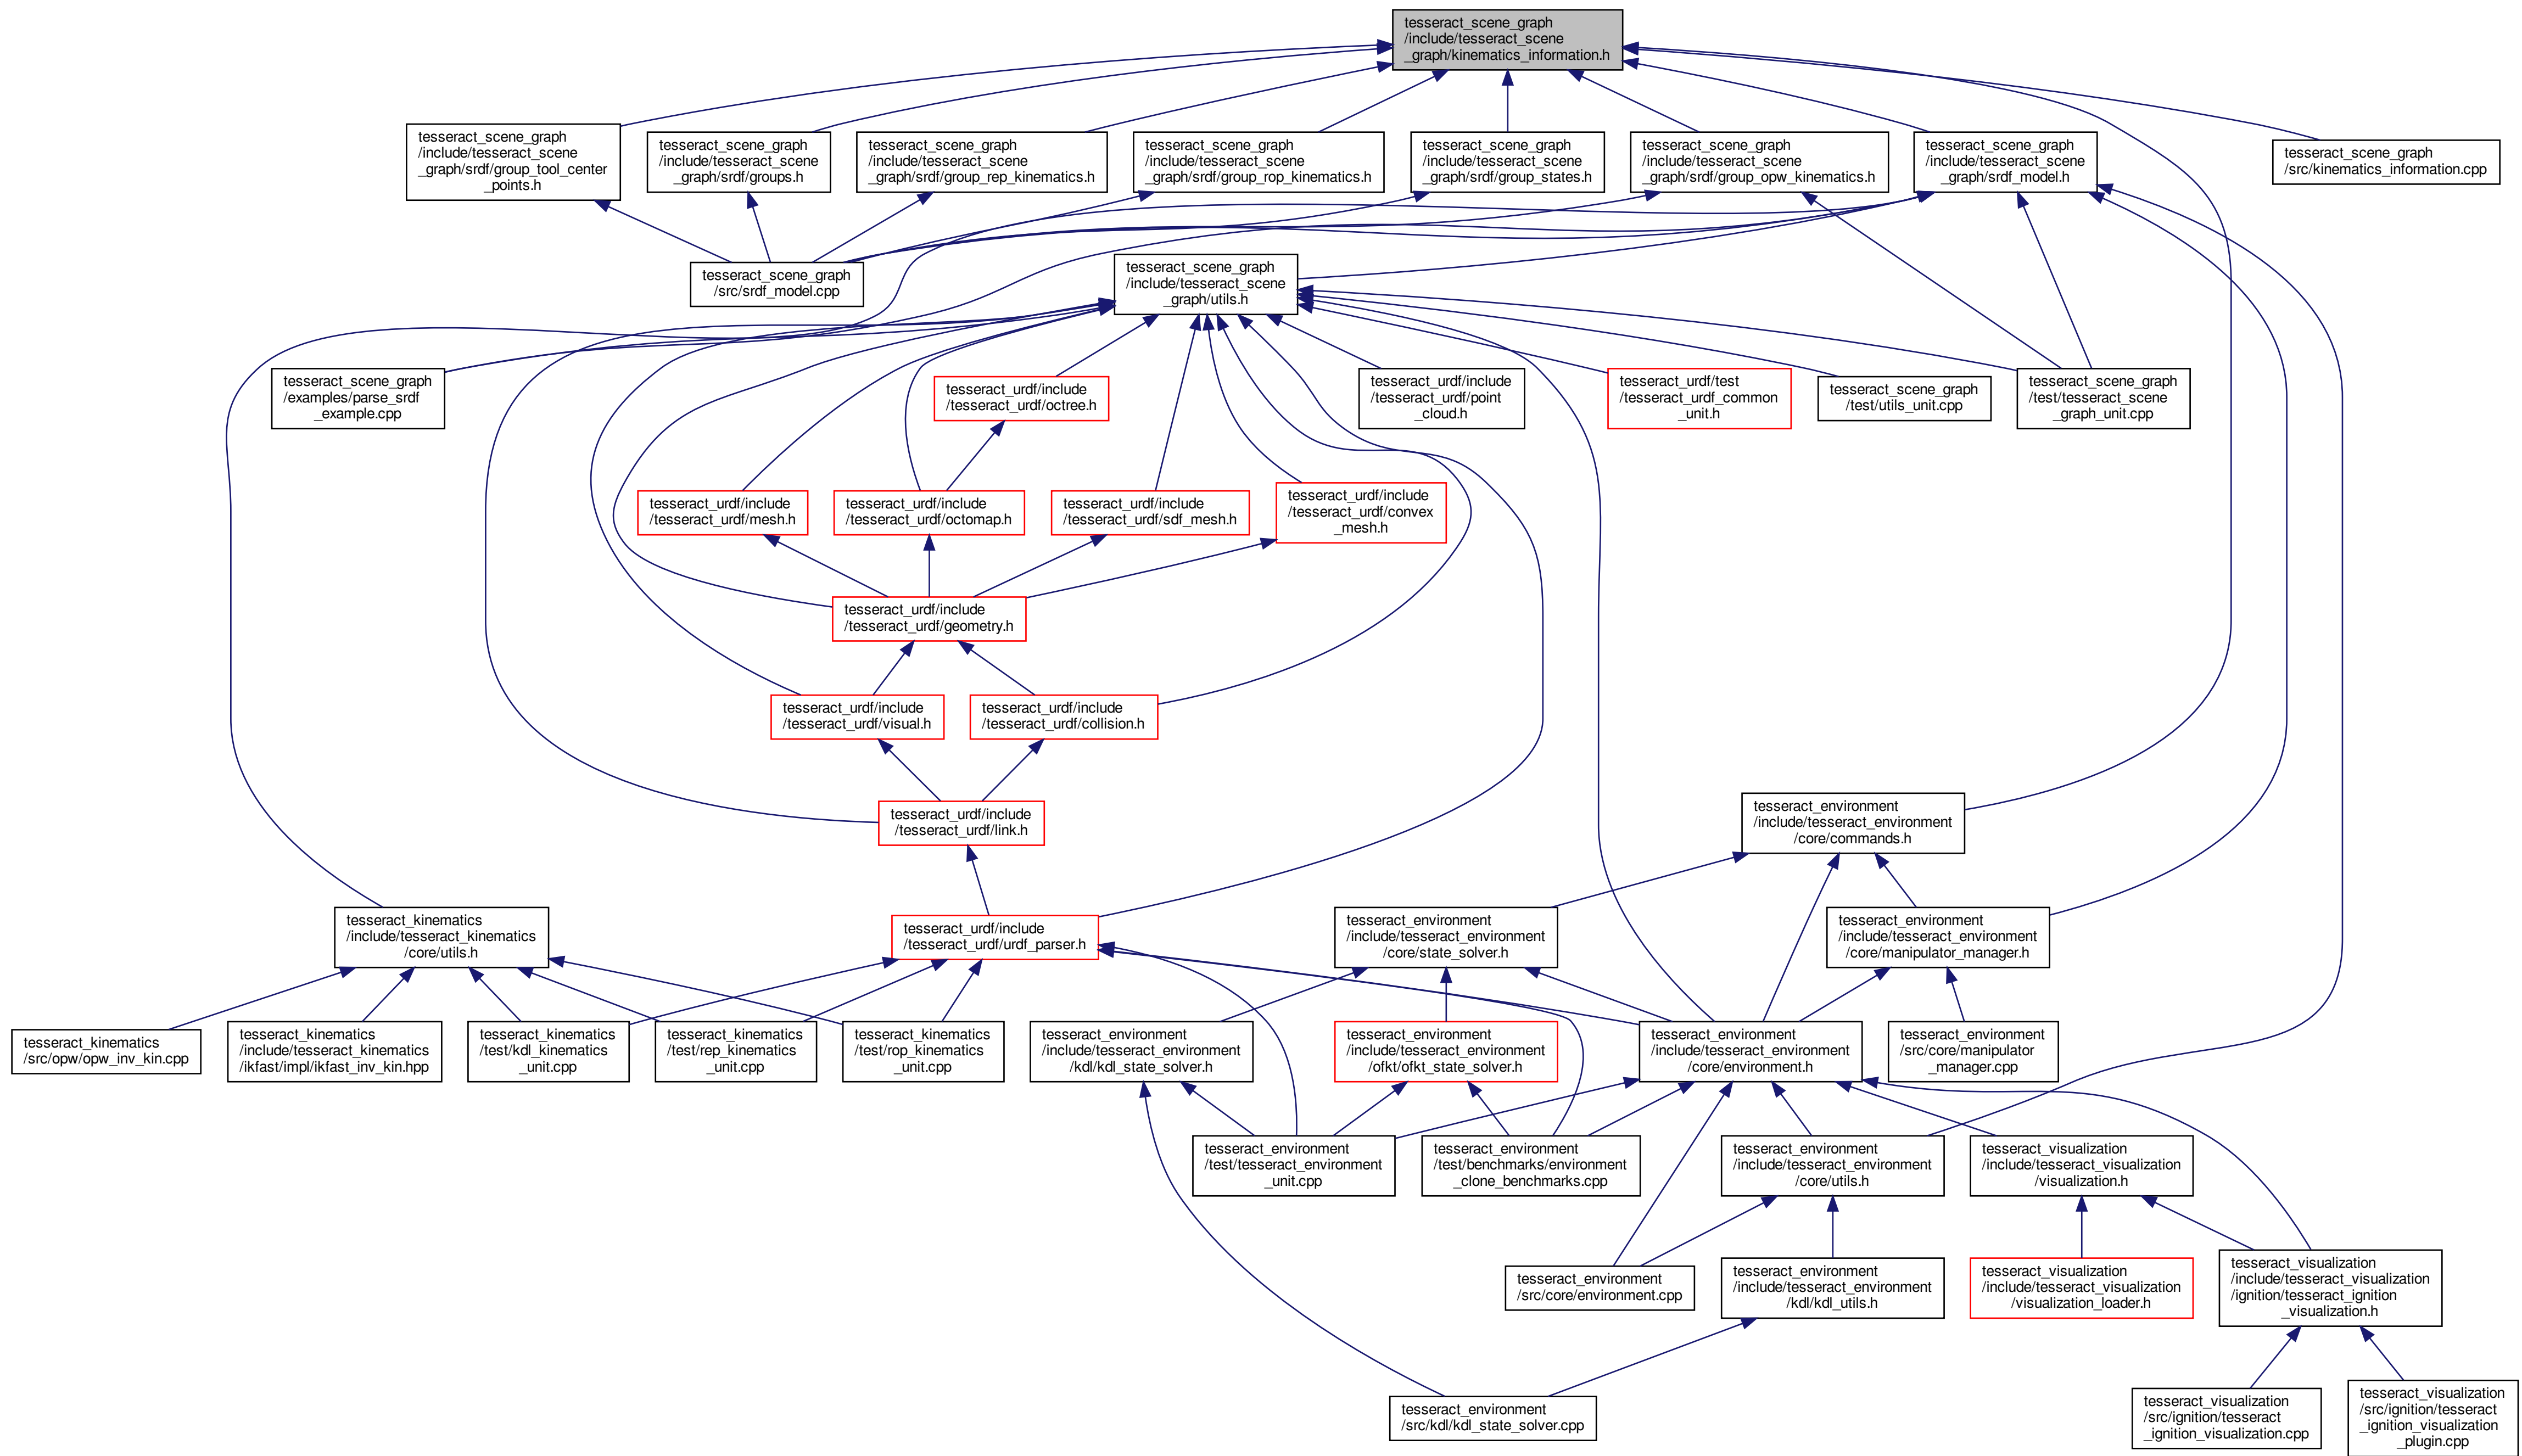 tesseract_scene_graph
/include/tesseract_scene
_graph/kinematics_information.h
tesseract_scene_graph
/include/tesseract_scene
_graph/srdf/group_tool_center
_points.h
tesseract_scene_graph
/include/tesseract_scene
_graph/srdf/groups.h
tesseract_scene_graph
/include/tesseract_scene
_graph/srdf/group_rep_kinematics.h
tesseract_scene_graph
/include/tesseract_scene
_graph/srdf/group_rop_kinematics.h
tesseract_scene_graph
/include/tesseract_scene
_graph/srdf/group_states.h
tesseract_scene_graph
/include/tesseract_scene
_graph/srdf/group_opw_kinematics.h
tesseract_scene_graph
/include/tesseract_scene
_graph/srdf_model.h
tesseract_scene_graph
/src/kinematics_information.cpp
tesseract_scene_graph
/src/srdf_model.cpp
tesseract_scene_graph
/include/tesseract_scene
_graph/utils.h
tesseract_scene_graph
/examples/parse_srdf
_example.cpp
tesseract_urdf/include
/tesseract_urdf/octree.h
tesseract_urdf/include
/tesseract_urdf/point
_cloud.h
tesseract_urdf/test
/tesseract_urdf_common
_unit.h
tesseract_scene_graph
/test/utils_unit.cpp
tesseract_scene_graph
/test/tesseract_scene
_graph_unit.cpp
tesseract_urdf/include
/tesseract_urdf/mesh.h
tesseract_urdf/include
/tesseract_urdf/octomap.h
tesseract_urdf/include
/tesseract_urdf/sdf_mesh.h
tesseract_urdf/include
/tesseract_urdf/convex
_mesh.h
tesseract_urdf/include
/tesseract_urdf/geometry.h
tesseract_urdf/include
/tesseract_urdf/visual.h
tesseract_urdf/include
/tesseract_urdf/collision.h
tesseract_urdf/include
/tesseract_urdf/link.h
tesseract_environment
/include/tesseract_environment
/core/commands.h
tesseract_kinematics
/include/tesseract_kinematics
/core/utils.h
tesseract_urdf/include
/tesseract_urdf/urdf_parser.h
tesseract_environment
/include/tesseract_environment
/core/state_solver.h
tesseract_environment
/include/tesseract_environment
/core/manipulator_manager.h
tesseract_kinematics
/src/opw/opw_inv_kin.cpp
tesseract_kinematics
/include/tesseract_kinematics
/ikfast/impl/ikfast_inv_kin.hpp
tesseract_kinematics
/test/kdl_kinematics
_unit.cpp
tesseract_kinematics
/test/rep_kinematics
_unit.cpp
tesseract_kinematics
/test/rop_kinematics
_unit.cpp
tesseract_environment
/include/tesseract_environment
/kdl/kdl_state_solver.h
tesseract_environment
/include/tesseract_environment
/ofkt/ofkt_state_solver.h
tesseract_environment
/include/tesseract_environment
/core/environment.h
tesseract_environment
/src/core/manipulator
_manager.cpp
tesseract_environment
/test/tesseract_environment
_unit.cpp
tesseract_environment
/test/benchmarks/environment
_clone_benchmarks.cpp
tesseract_environment
/include/tesseract_environment
/core/utils.h
tesseract_visualization
/include/tesseract_visualization
/visualization.h
tesseract_environment
/src/core/environment.cpp
tesseract_environment
/include/tesseract_environment
/kdl/kdl_utils.h
tesseract_visualization
/include/tesseract_visualization
/visualization_loader.h
tesseract_visualization
/include/tesseract_visualization
/ignition/tesseract_ignition
_visualization.h
tesseract_environment
/src/kdl/kdl_state_solver.cpp
tesseract_visualization
/src/ignition/tesseract
_ignition_visualization.cpp
tesseract_visualization
/src/ignition/tesseract
_ignition_visualization
_plugin.cpp